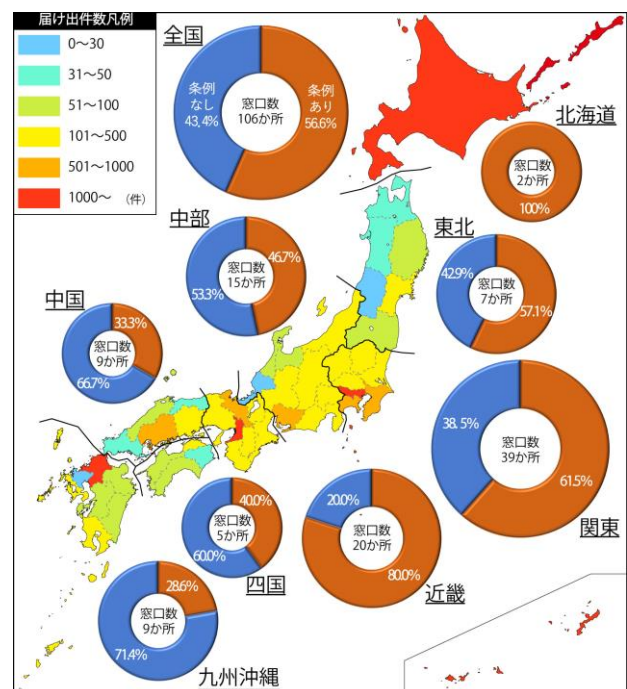 届け出件数凡例
0～30
31～50
51～100
101～500
501～1000
1000～ (件)
全国
条例
なし
43,4%
窓口数
106か所
条例
あり
56.6%
北海道
窓口数
2か所
100%
中部
46.7%
窓口数
15か所
53.3%
東北
42.9%
窓口数
7か所
57.1%
中国
33.3%
窓口数
9か所
66.7%
38. 5%
窓口数
39か所
61.5%
関東
40.0%
窓口数
5か所
60.0%
四国
20.0%
窓口数
20か所
80.0%
近畿
28.6%
窓口数
9か所
71.4%
九州沖縄